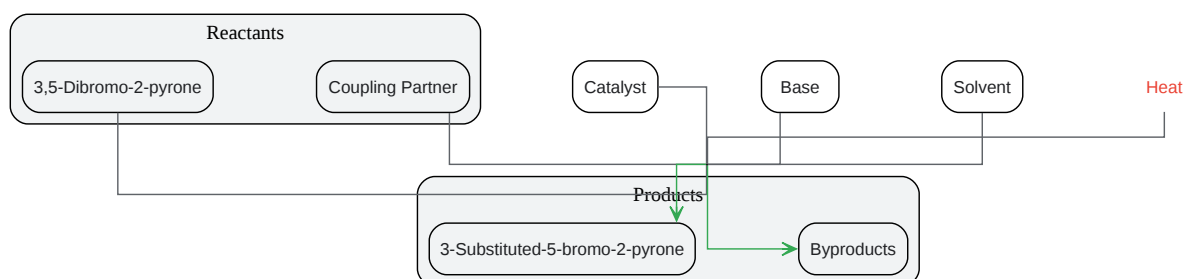 Reactants
3,5-Dibromo-2-pyrone
Coupling Partner
Catalyst
Base
Solvent
Heat
Products
3-Substituted-5-bromo-2-pyrone
Byproducts